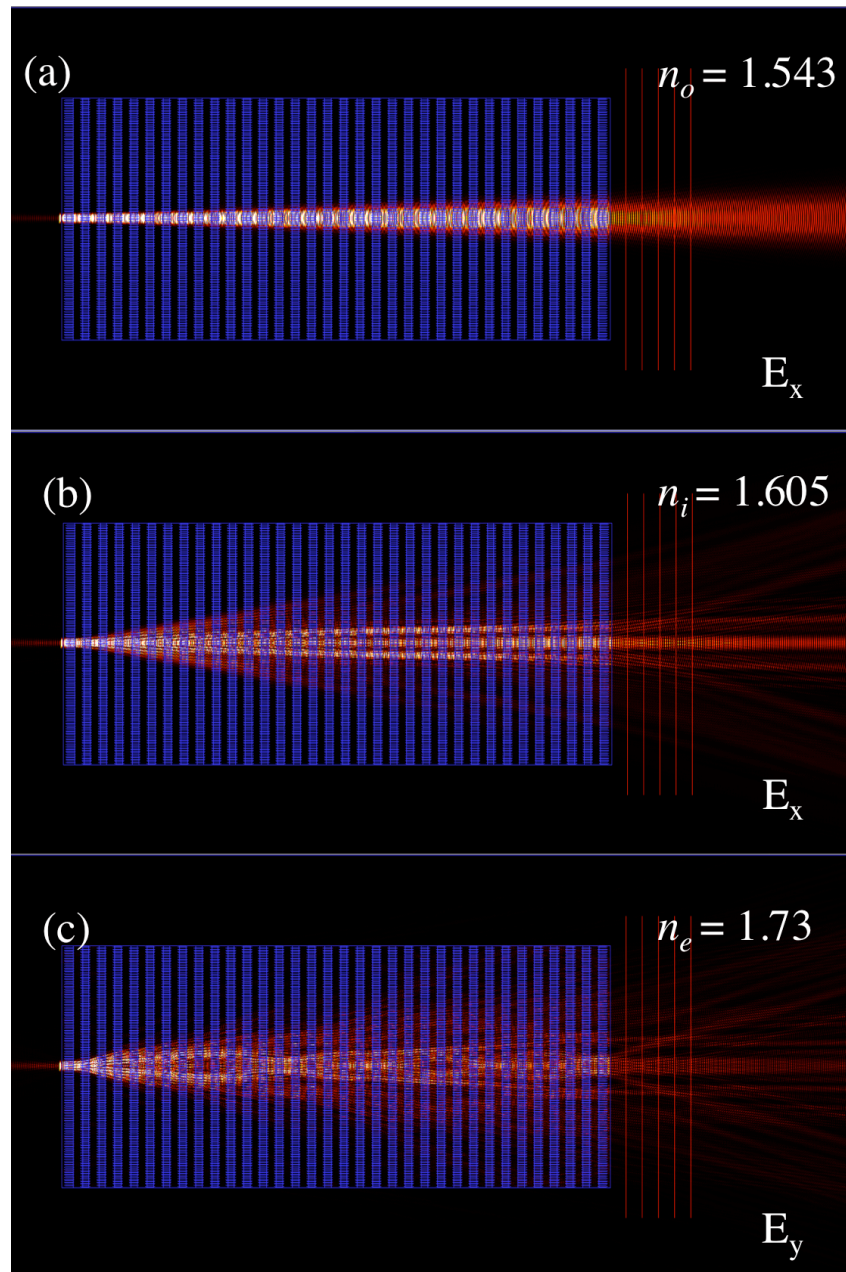 (a)
n_o = 1.543
E_x
(b)
n_i = 1.605
E_x
(c)
n_e = 1.73
E_y